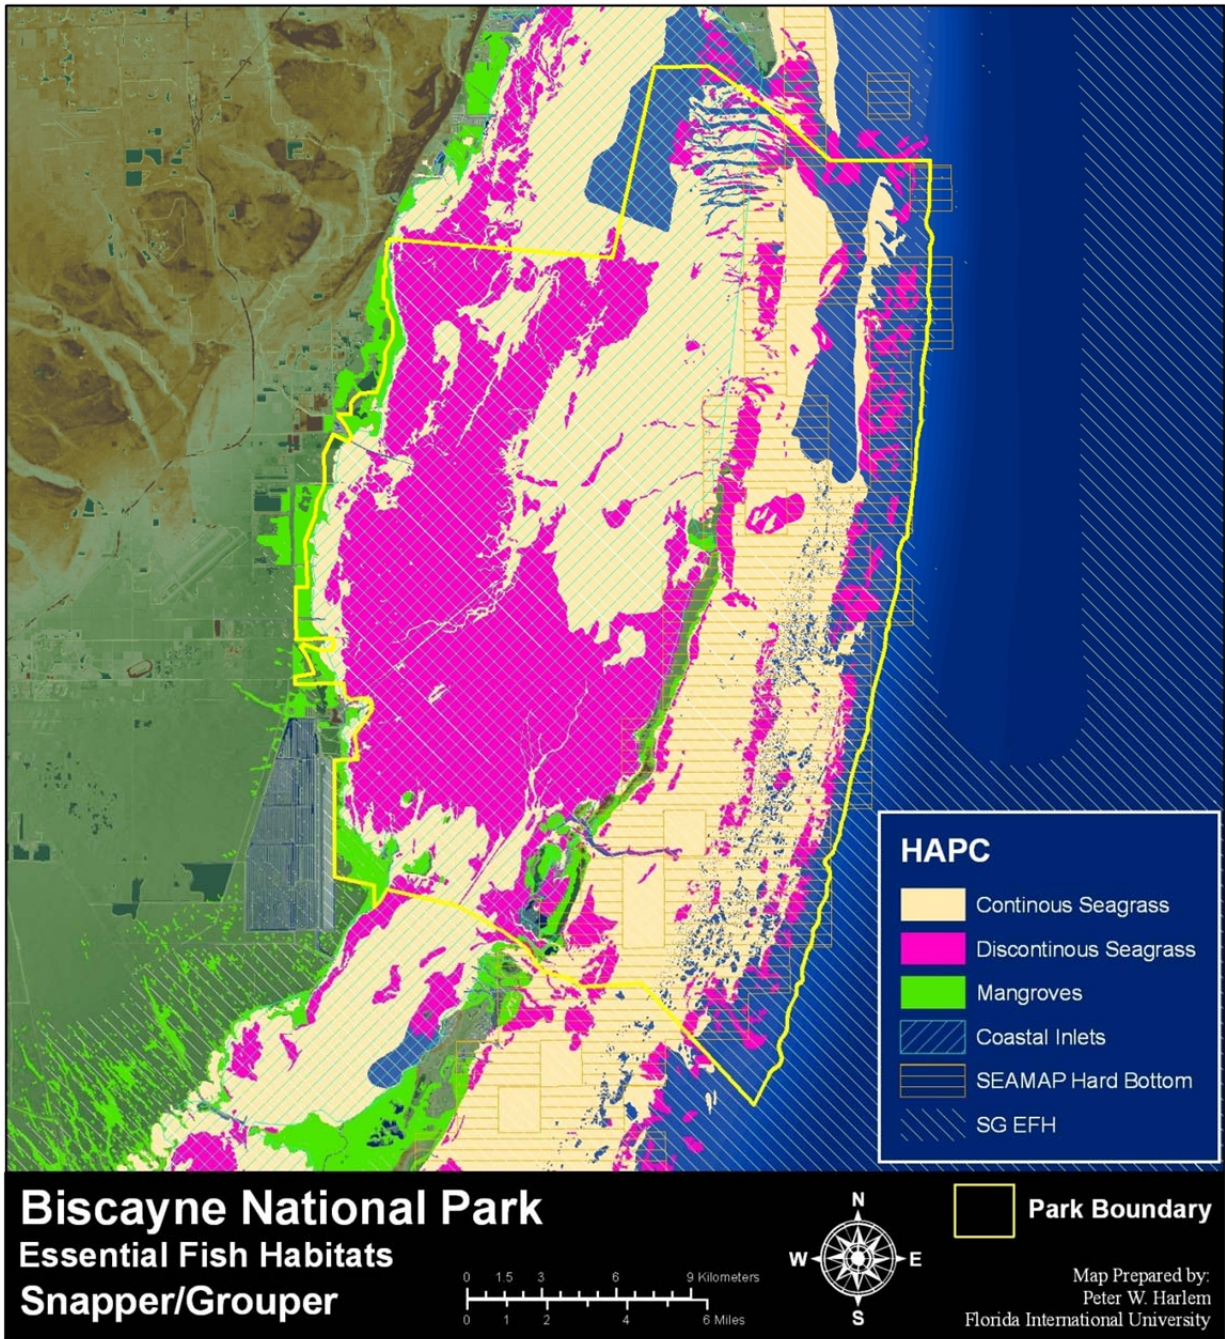 HAPC
Continous Seagrass
Discontinous Seagrass
Mangroves
Coastal Inlets
SEAMAP Hard Bottom
SG EFH
Biscayne National Park
Essential Fish Habitats
Snapper/Grouper
0 1.5 3 6 9 Kilometers
0 1 2 4 6 Miles
N
W E
S
Park Boundary
Map Prepared by:
Peter W. Harlem
Florida International University